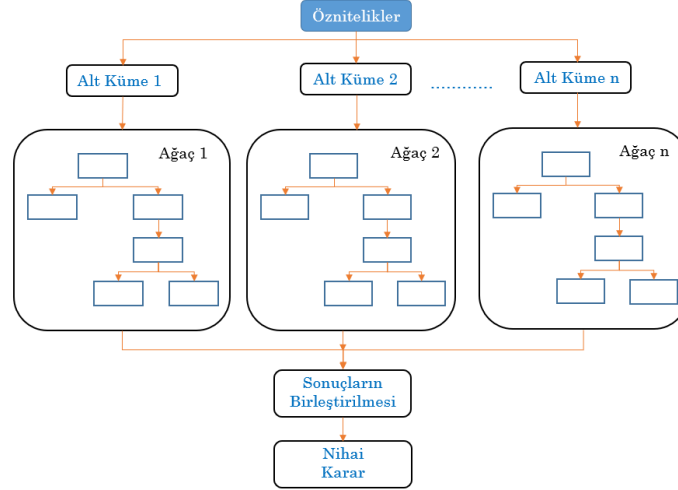 Öznitelikler
Alt Küme 1
Alt Küme 2
............
Alt Küme n
Ağaç 1
Ağaç 2
Ağaç n
Sonuçların
Birleştirilmesi
Nihai
Karar